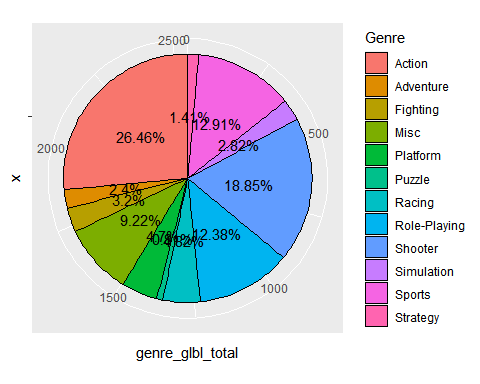 2500
0
500
1000
1500
2000
1.41%
12.91%
2.82%
18.85%
12.38%
9.22%
3.2%
2.4%
26.46%
x
genre_glbl_total
Genre
Action
Adventure
Fighting
Misc
Platform
Puzzle
Racing
Role-Playing
Shooter
Simulation
Sports
Strategy